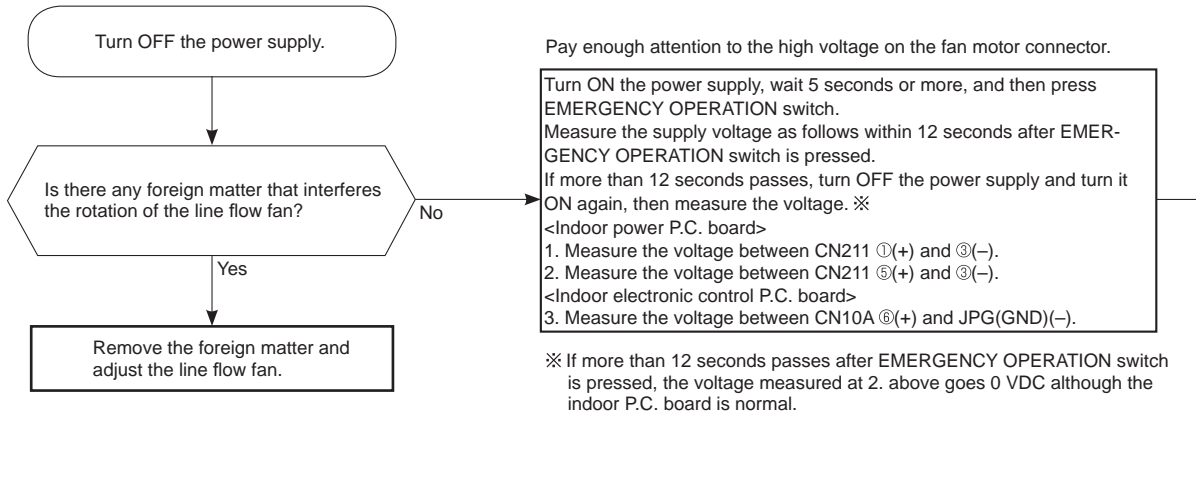 Turn OFF the power supply.
Is there any foreign matter that interferes
the rotation of the line flow fan?
No
Yes
Remove the foreign matter and
adjust the line flow fan.
Pay enough attention to the high voltage on the fan motor connector.
Turn ON the power supply, wait 5 seconds or more, and then press
EMERGENCY OPERATION switch.
Measure the supply voltage as follows within 12 seconds after EMER-
GENCY OPERATION switch is pressed.
If more than 12 seconds passes, turn OFF the power supply and turn it
ON again, then measure the voltage. ※
<Indoor power P.C. board>
1. Measure the voltage between CN211 ①(+) and ③(–).
2. Measure the voltage between CN211 ⑤(+) and ③(–).
<Indoor electronic control P.C. board>
3. Measure the voltage between CN10A ⑥(+) and JPG(GND)(–).
※ If more than 12 seconds passes after EMERGENCY OPERATION switch
is pressed, the voltage measured at 2. above goes 0 VDC although the
indoor P.C. board is normal.